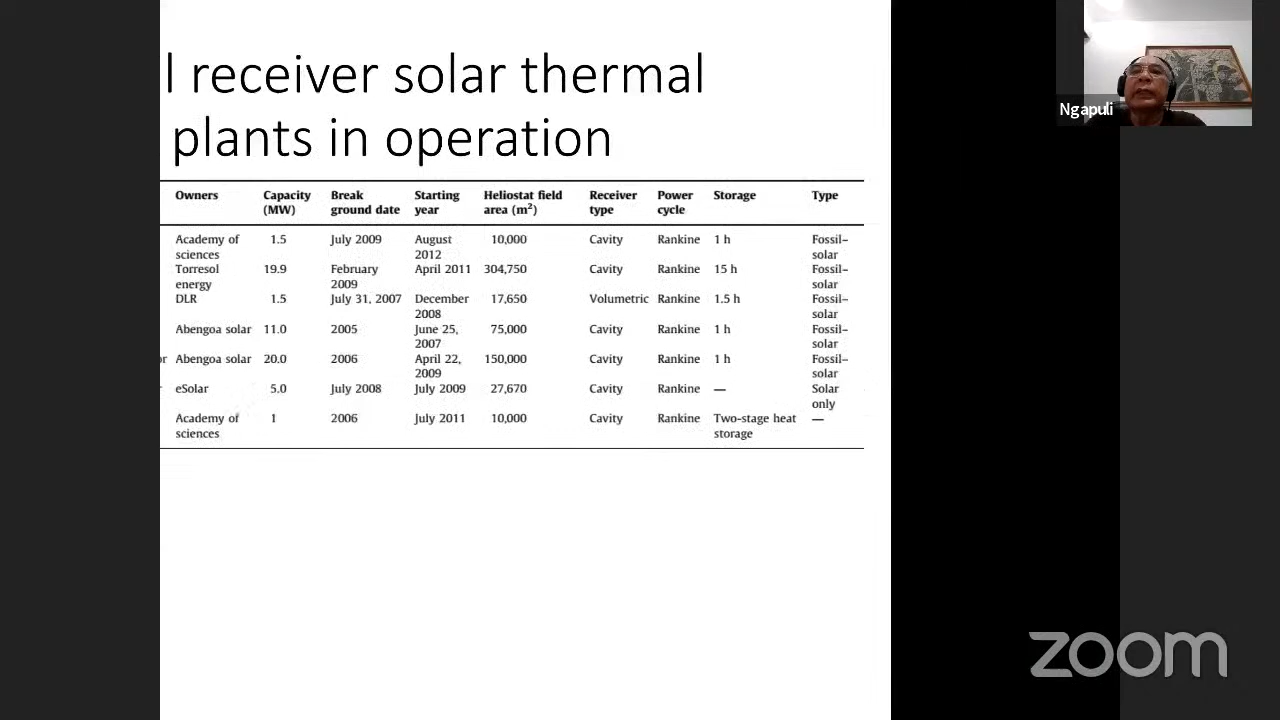 l receiver solar thermal
plants in operation
Ngapuli
Owners Capacity (MW) Break ground date Starting year Heliostat field area (m²) Receiver type Power cycle Storage Type
Academy of sciences 1.5 July 2009 August 2012 10,000 Cavity Rankine 1 h Fossil–solar
Torresol energy 19.9 February 2009 April 2011 304,750 Cavity Rankine 15 h Fossil–solar
DLR 1.5 July 31, 2007 December 2008 17,650 Volumetric Rankine 1.5 h Fossil–solar
Abengoa solar 11.0 2005 June 25, 2007 75,000 Cavity Rankine 1 h Fossil–solar
or Abengoa solar 20.0 2006 April 22, 2009 150,000 Cavity Rankine 1 h Fossil–solar
eSolar 5.0 July 2008 July 2009 27,670 Cavity Rankine — Solar only
Academy of sciences 1 2006 July 2011 10,000 Cavity Rankine Two-stage heat storage —
zoom